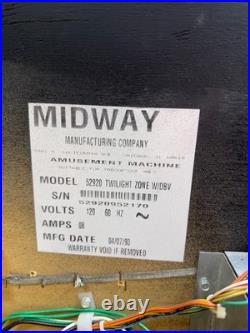 MIDWAY
MANUFACTURING COMPANY
AMUSEMENT MACHINE
MODEL 52920 TWILIGHT ZONE W/DBV
S/N 52920952170
VOLTS 120 60 HZ ~
AMPS 08
MFG DATE 04/07/93
WARRANTY VOID IF REMOVED